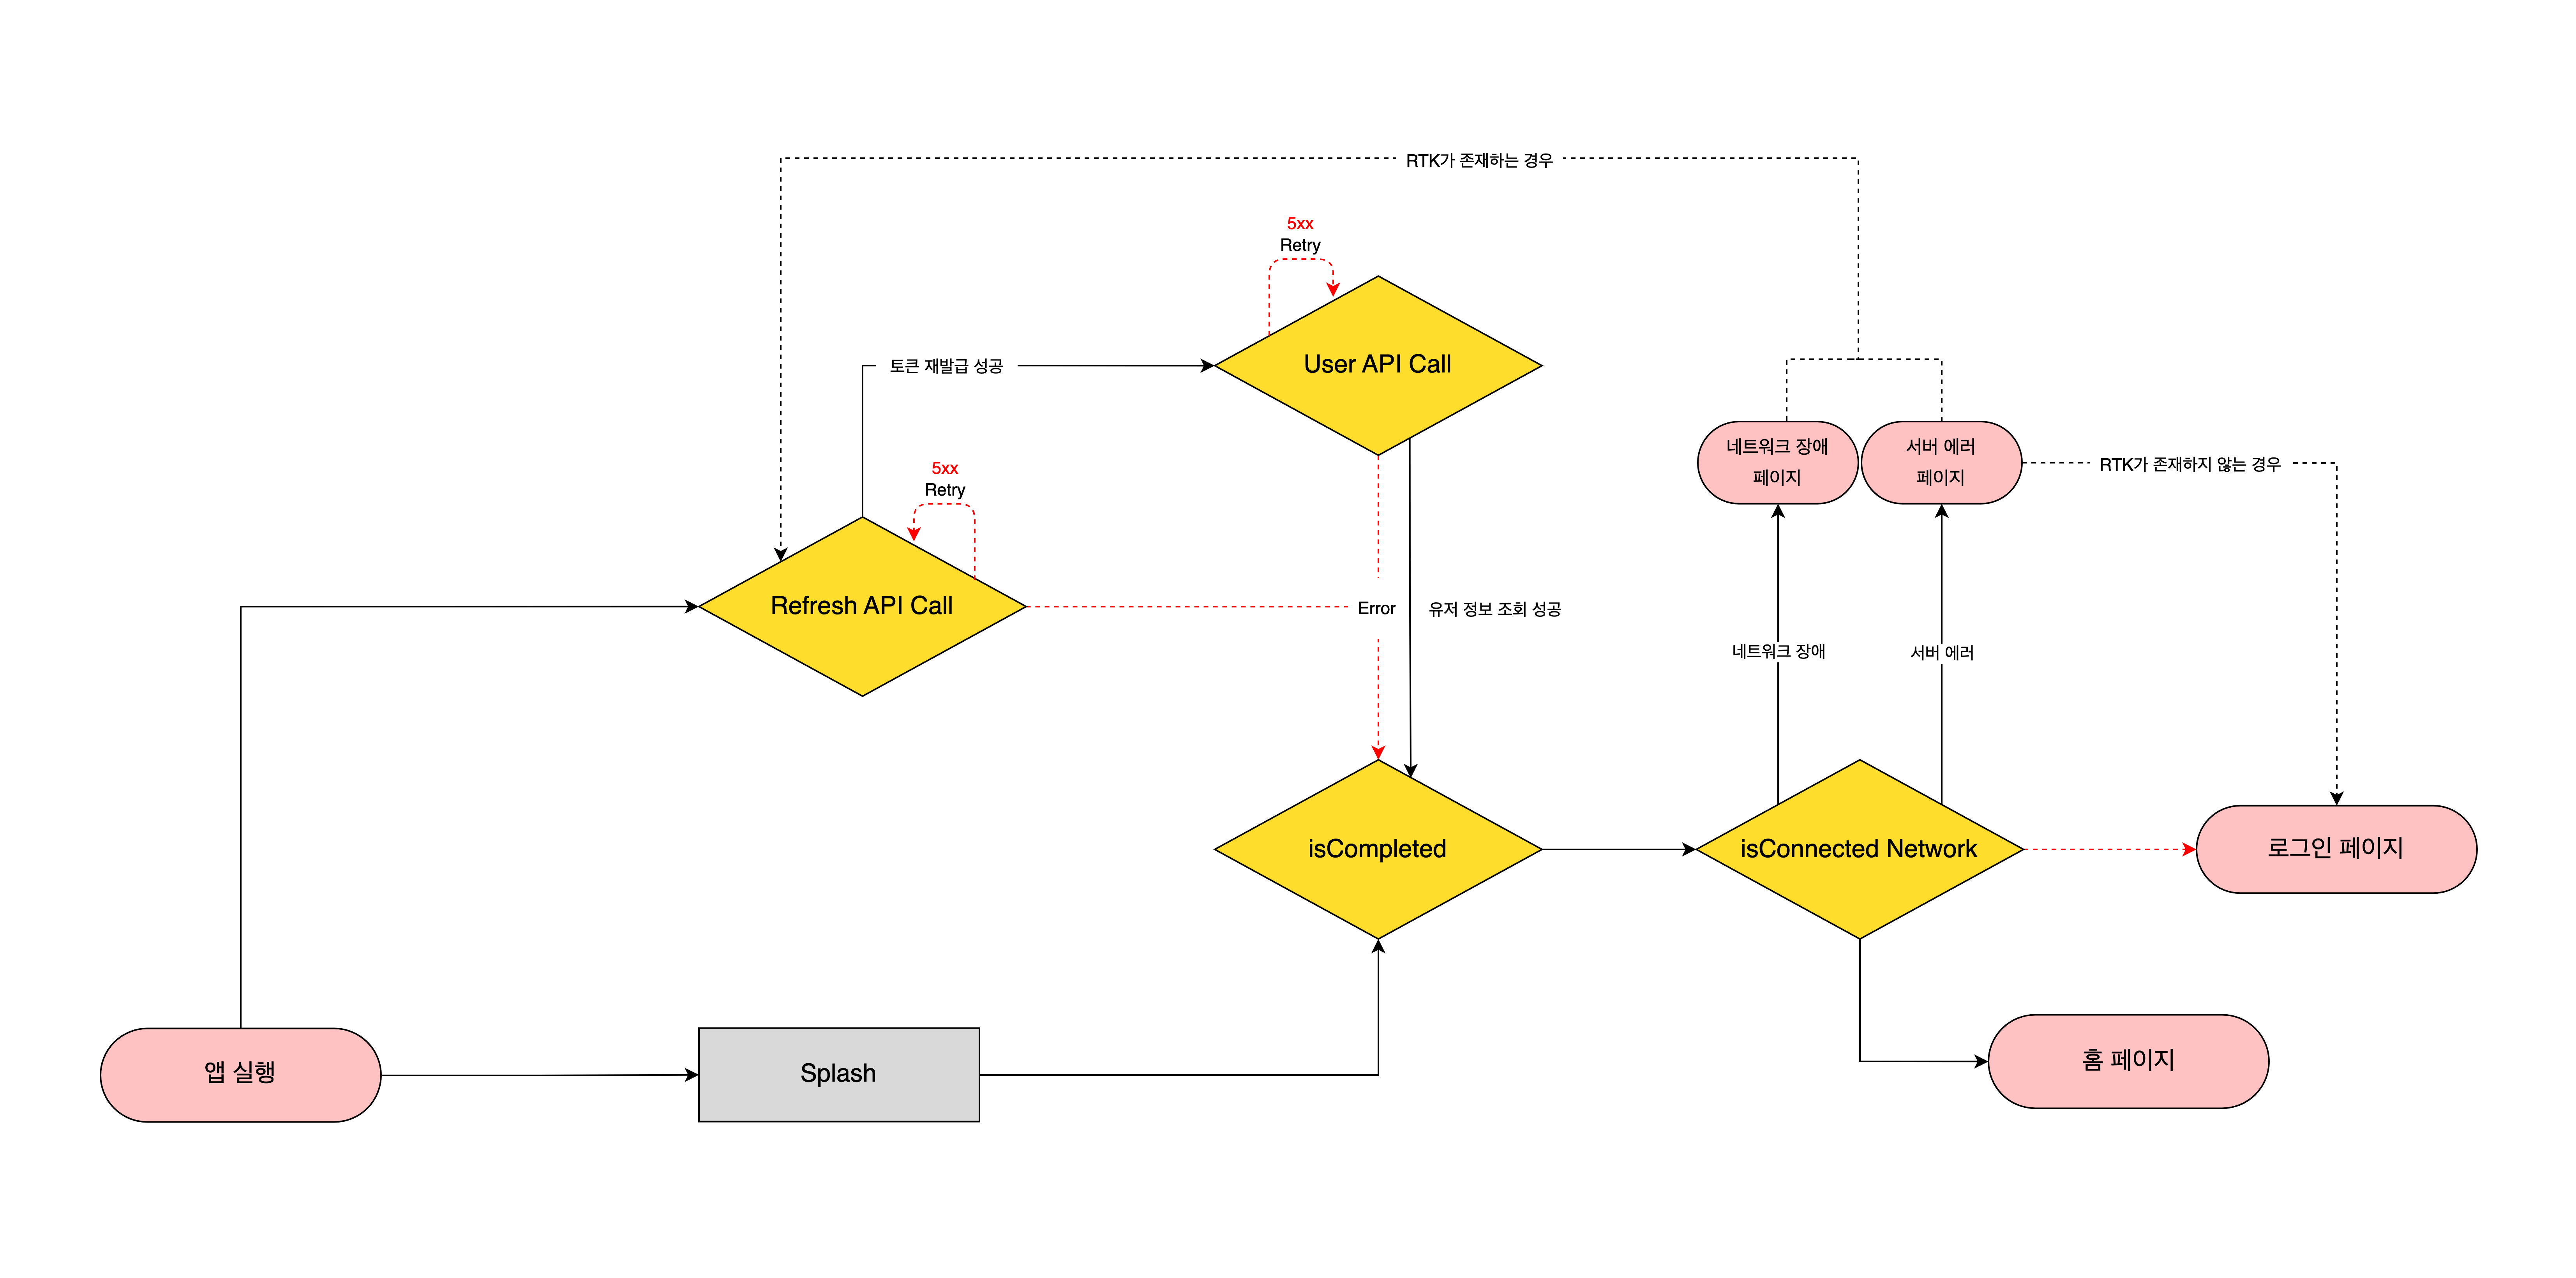 RTK가 존재하는 경우
5xx
Retry
User API Call
토큰 재발급 성공
네트워크 장애
페이지
서버 에러
페이지
RTK가 존재하지 않는 경우
5xx
Retry
Refresh API Call
Error
유저 정보 조회 성공
네트워크 장애
서버 에러
isCompleted
isConnected Network
로그인 페이지
앱 실행
Splash
홈 페이지